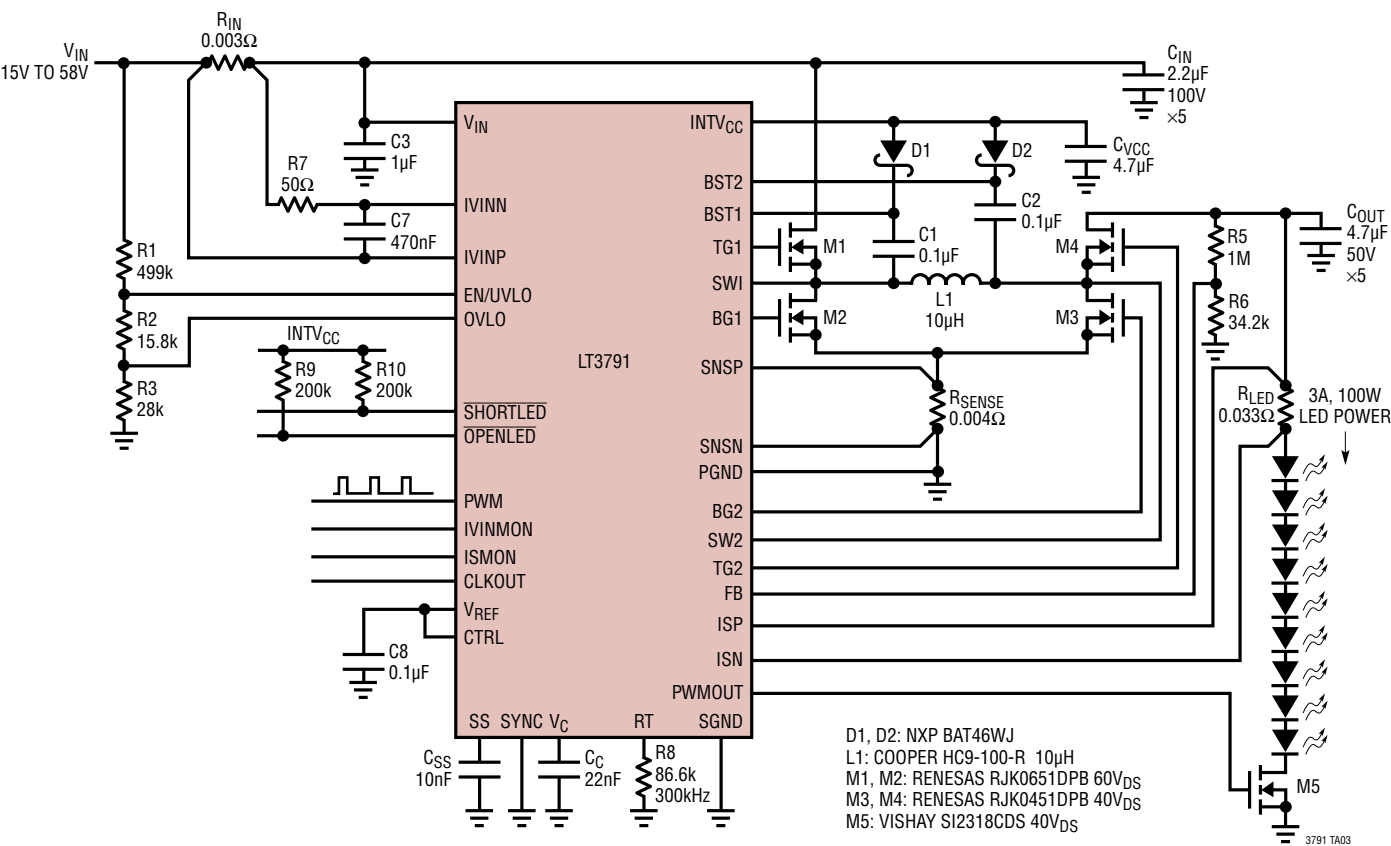 RIN
0.003Ω
VIN
15V TO 58V
CIN
2.2µF
100V
×5
VIN
C3
1µF
R7
50Ω
IVINN
C7
470nF
IVINP
R1
499k
EN/UVLO
OVLO
R2
15.8k
R3
28k
INTVCC
R9
200k
R10
200k
SHORTLED
OPENLED
PWM
IVINMON
ISMON
CLKOUT
VREF
CTRL
C8
0.1µF
LT3791
INTVCC
BST2
BST1
TG1
SWI
BG1
SNSP
SNSN
PGND
BG2
SW2
TG2
FB
ISP
ISN
PWMOUT
SS
SYNC
VC
RT
SGND
CSS
10nF
CC
22nF
R8
86.6k
300kHz
D1
D2
CVCC
4.7µF
C2
0.1µF
C1
0.1µF
M1
M2
L1
10µH
M4
M3
RSENSE
0.004Ω
R5
1M
R6
34.2k
COUT
4.7µF
50V
×5
RLED
0.033Ω
3A, 100W
LED POWER
M5
D1, D2: NXP BAT46WJ
L1: COOPER HC9-100-R 10µH
M1, M2: RENESAS RJK0651DPB 60VDS
M3, M4: RENESAS RJK0451DPB 40VDS
M5: VISHAY SI2318CDS 40VDS
3791 TA03